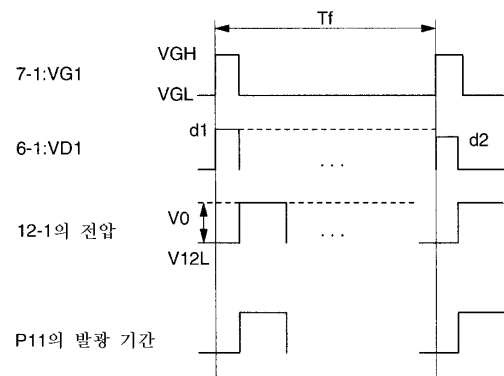 Tf
VGH
7-1:VG1
VGL
d1
6-1:VD1
d2
...
V0
12-1의 전압
...
V12L
P11의 발광 기간